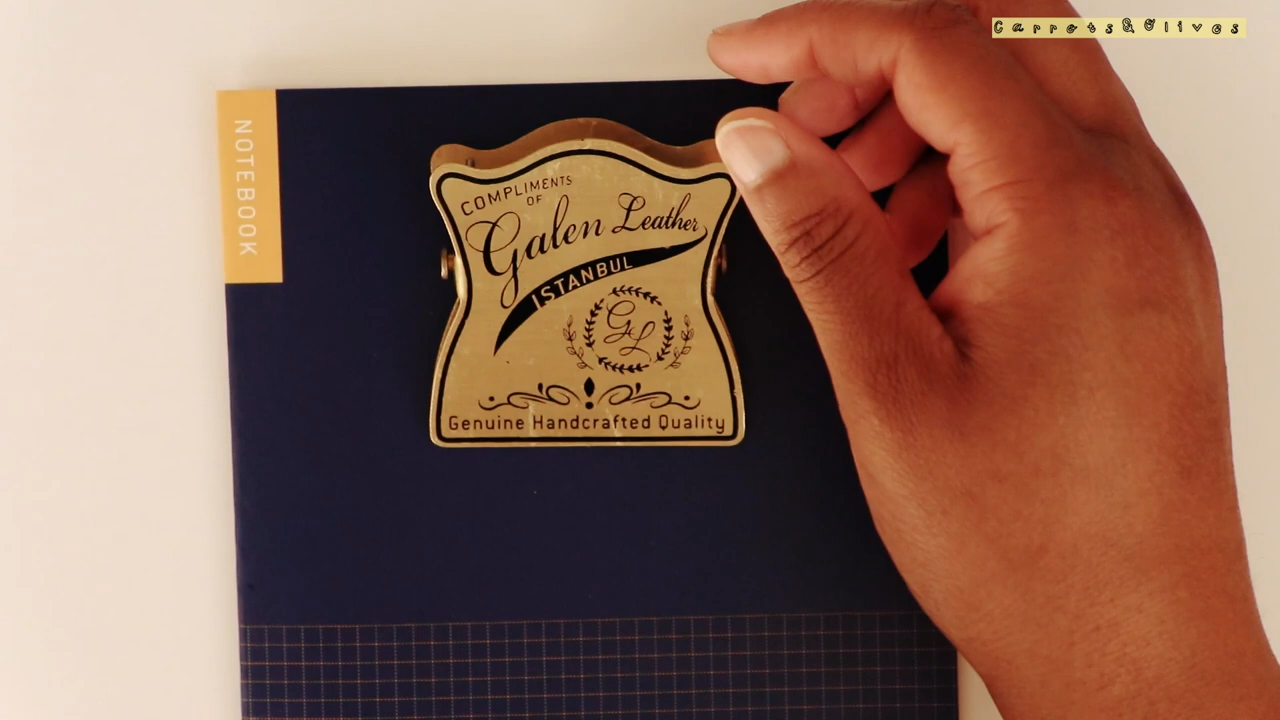 Carrots&Olives
NOTEBOOK
COMPLIMENTS
OF
Galen Leather
ISTANBUL
GL
Genuine Handcrafted Quality